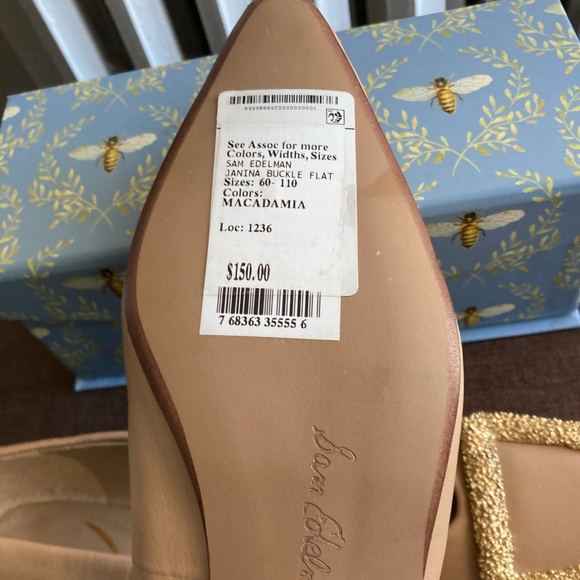 See Assoc for more
Colors, Widths, Sizes
SAM EDELMAN
JANINA BUCKLE FLAT
Sizes: 60- 110
Colors:
MACADAMIA
Loc: 1236
$150.00
7 68363 35555 6
Sam Edelm